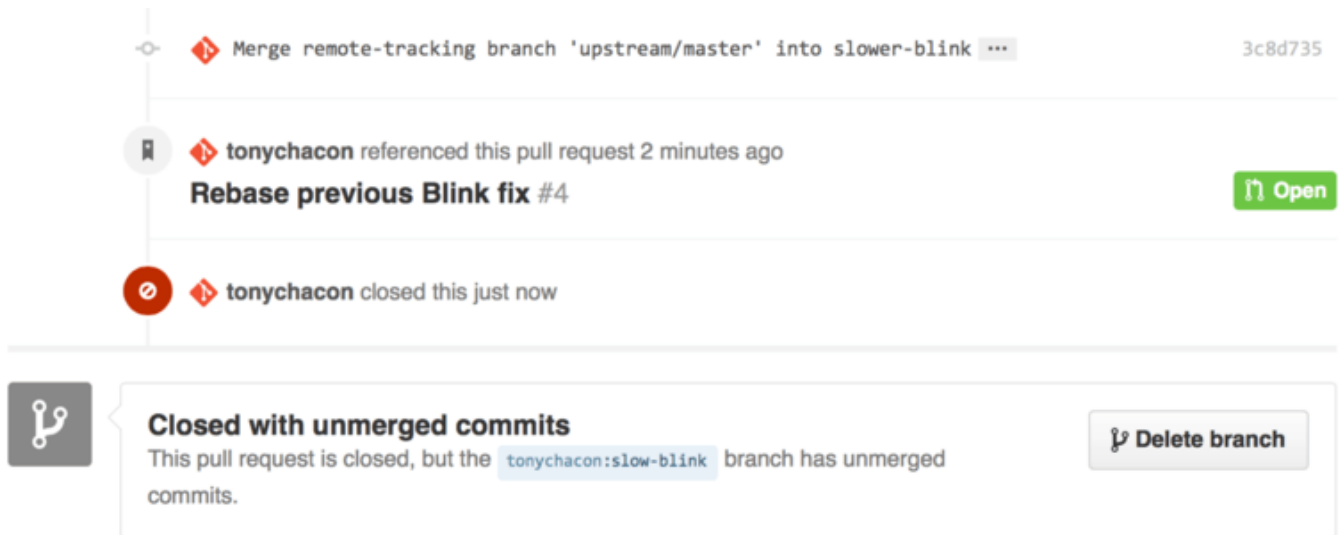 Merge remote-tracking branch 'upstream/master' into slower-blink ··· 3c8d735
tonychacon referenced this pull request 2 minutes ago
Rebase previous Blink fix #4 Open
tonychacon closed this just now
Closed with unmerged commits
Delete branch
This pull request is closed, but the tonychacon:slow-blink branch has unmerged
commits.